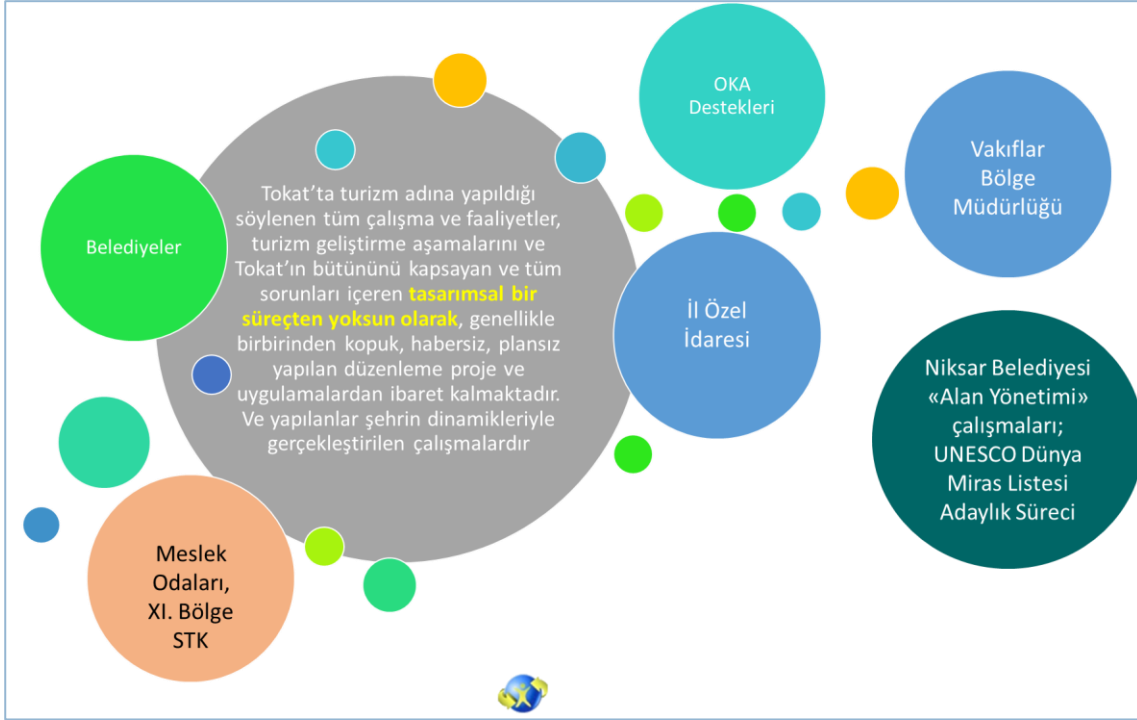 Tokat’ta turizm adına yapıldığı
söylenen tüm çalışma ve faaliyetler,
turizm geliştirme aşamalarını ve
Tokat’ın bütününü kapsayan ve tüm
sorunları içeren tasarımsal bir
süreçten yoksun olarak, genellikle
birbirinden kopuk, habersiz, plansız
yapılan düzenleme proje ve
uygulamalardan ibaret kalmaktadır.
Ve yapılanlar şehrin dinamikleriyle
gerçekleştirilen çalışmalardır
Belediyeler
Meslek
Odaları,
XI. Bölge
STK
OKA
Destekleri
İl Özel
İdaresi
Vakıflar
Bölge
Müdürlüğü
Niksar Belediyesi
«Alan Yönetimi»
çalışmaları;
UNESCO Dünya
Miras Listesi
Adaylık Süreci